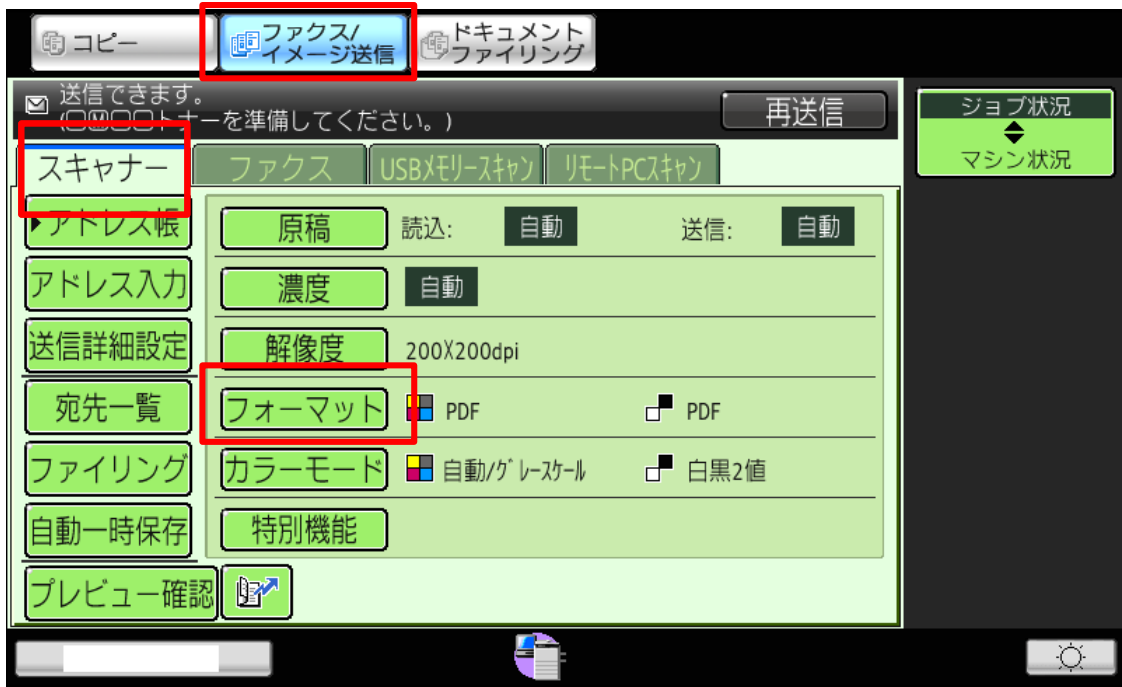 コピー
ファクス/
イメージ送信
ドキュメント
ファイリング
送信できます。
(□M□□トナーを準備してください。)
再送信
ジョブ状況
マシン状況
スキャナー
ファクス
USBメモリースキャン
リモートPCスキャン
アドレス帳
原稿 読込: 自動 送信: 自動
アドレス入力
濃度 自動
送信詳細設定
解像度 200X200dpi
宛先一覧
フォーマット PDF PDF
ファイリング
カラーモード 自動/グレースケール 白黒2値
自動一時保存
特別機能
プレビュー確認